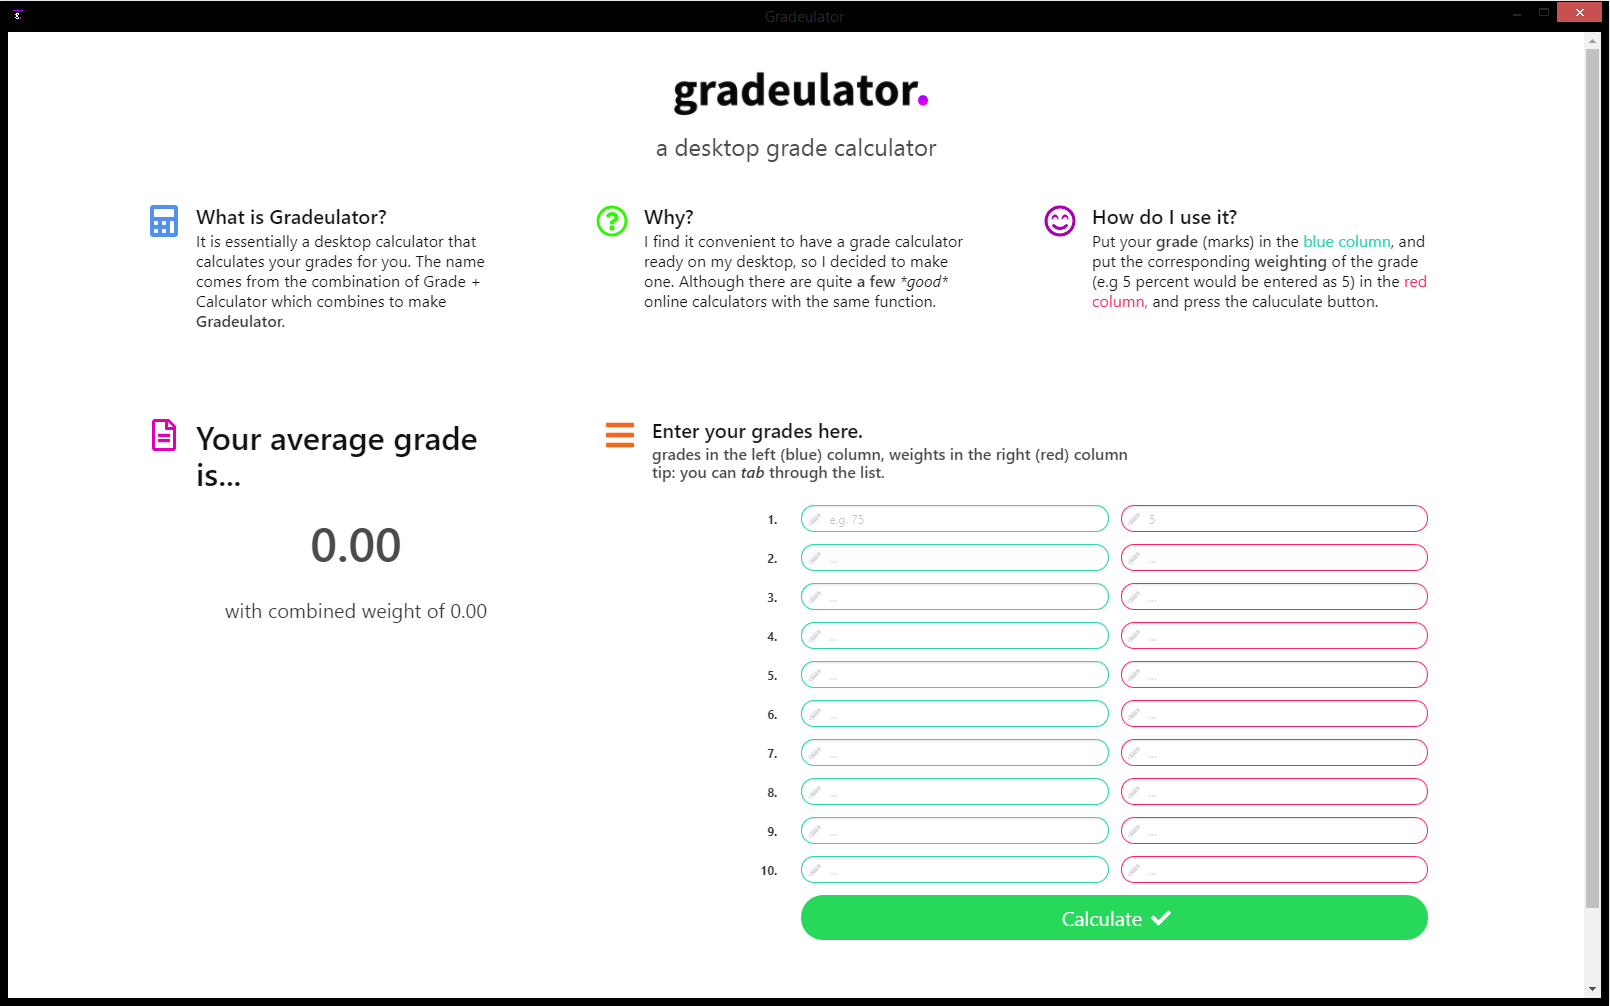 Gradeulator
gradeulator.
a desktop grade calculator
What is Gradeulator?
It is essentially a desktop calculator that
calculates your grades for you. The name
comes from the combination of Grade +
Calculator which combines to make
Gradeulator.
Why?
I find it convenient to have a grade calculator
ready on my desktop, so I decided to make
one. Although there are quite a few *good*
online calculators with the same function.
How do I use it?
Put your grade (marks) in the blue column, and
put the corresponding weighting of the grade
(e.g 5 percent would be entered as 5) in the red
column, and press the caluculate button.
Your average grade
is...
0.00
with combined weight of 0.00
Enter your grades here.
grades in the left (blue) column, weights in the right (red) column
tip: you can tab through the list.
1. e.g. 75 5
2. ... ...
3. ... ...
4. ... ...
5. ... ...
6. ... ...
7. ... ...
8. ... ...
9. ... ...
10. ... ...
Calculate